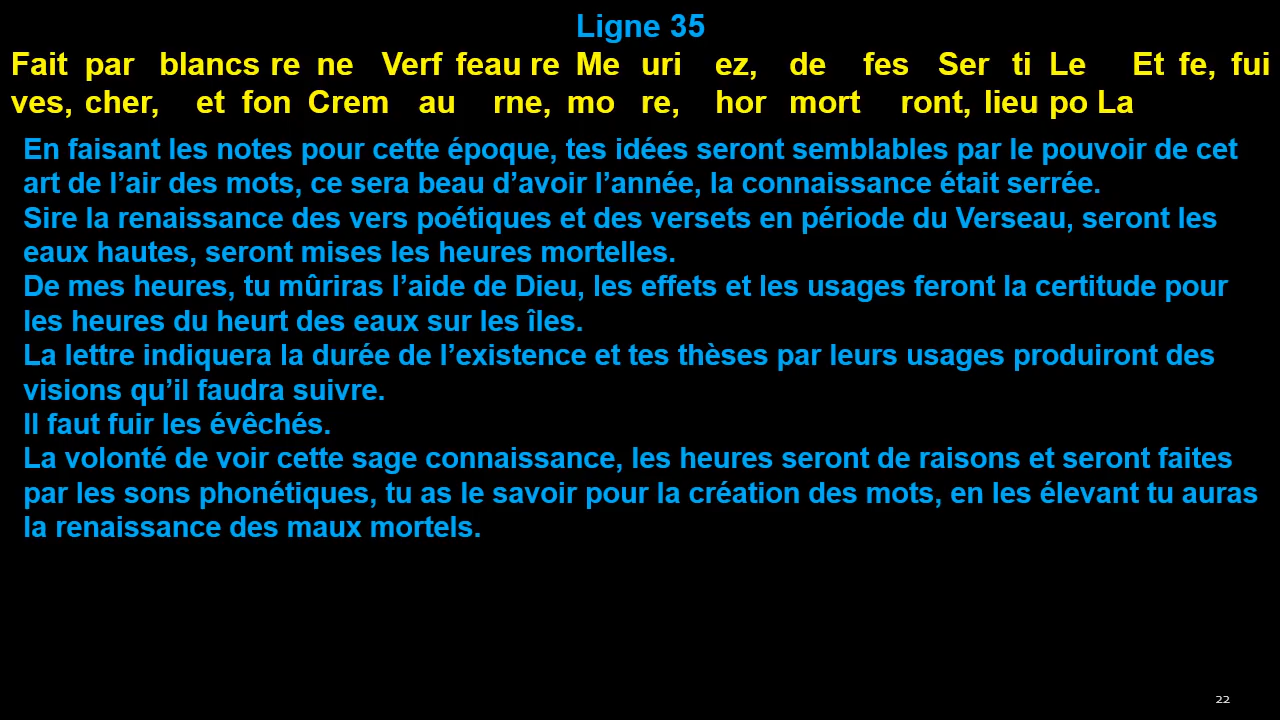 Ligne 35
Fait par blancs re ne Verf feau re Me uri ez, de fes Ser ti Le Et fe, fui
ves, cher, et fon Crem au rne, mo re, hor mort ront, lieu po La
En faisant les notes pour cette époque, tes idées seront semblables par le pouvoir de cet
art de l’air des mots, ce sera beau d’avoir l’année, la connaissance était serrée.
Sire la renaissance des vers poétiques et des versets en période du Verseau, seront les
eaux hautes, seront mises les heures mortelles.
De mes heures, tu mûriras l’aide de Dieu, les effets et les usages feront la certitude pour
les heures du heurt des eaux sur les îles.
La lettre indiquera la durée de l’existence et tes thèses par leurs usages produiront des
visions qu’il faudra suivre.
Il faut fuir les évêchés.
La volonté de voir cette sage connaissance, les heures seront de raisons et seront faites
par les sons phonétiques, tu as le savoir pour la création des mots, en les élevant tu auras
la renaissance des maux mortels.
22